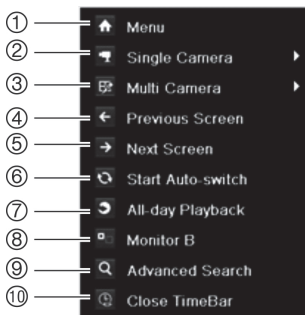 ① Menu
② Single Camera
③ Multi Camera
④ Previous Screen
⑤ Next Screen
⑥ Start Auto-switch
⑦ All-day Playback
⑧ Monitor B
⑨ Advanced Search
⑩ Close TimeBar